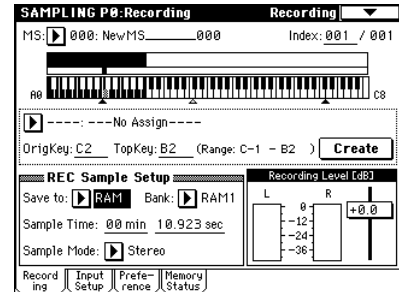 SAMPLING P0:Recording Recording
MS: 000: NewMS________000 Index: 001 / 001
A0 C8
----: ---No Assign----
OrigKey: C2 TopKey: B2 (Range: C-1 - B2 ) Create
REC Sample Setup
Save to: RAM Bank: RAM1
Sample Time: 00 min 10.923 sec
Sample Mode: Stereo
Recording Level [dB]
L R
0
-12
-24
-36
+0.0
Record ing
Input Setup
Prefe- rence
Memory Status